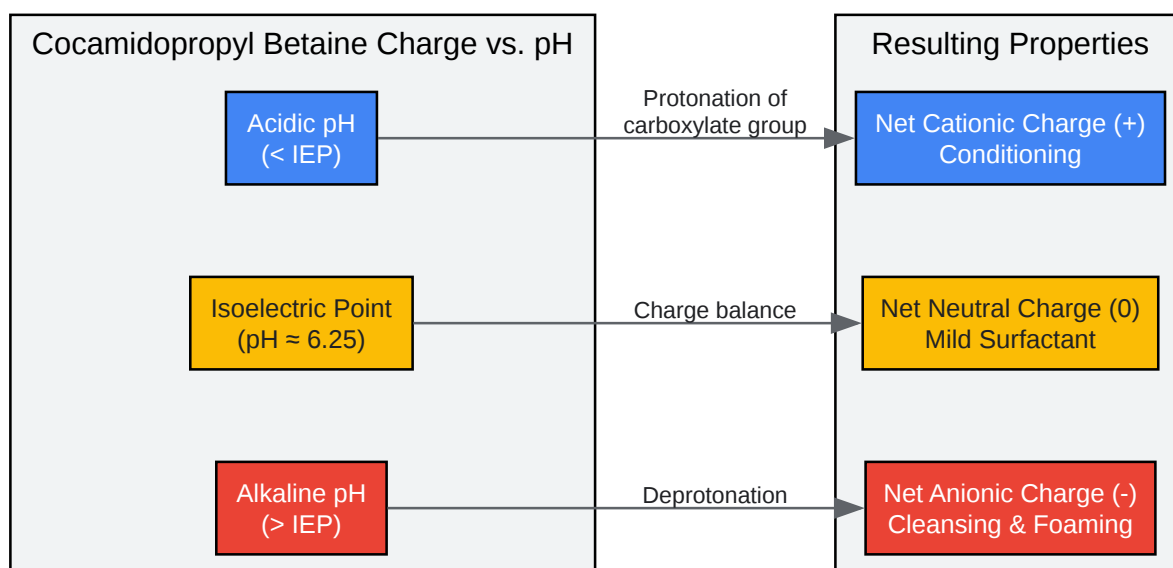 Cocamidopropyl Betaine Charge vs. pH
Resulting Properties
Acidic pH
(< IEP)
Protonation of
carboxylate group
Net Cationic Charge (+)
Conditioning
Isoelectric Point
(pH ≈ 6.25)
Charge balance
Net Neutral Charge (0)
Mild Surfactant
Alkaline pH
(> IEP)
Deprotonation
Net Anionic Charge (-)
Cleansing & Foaming